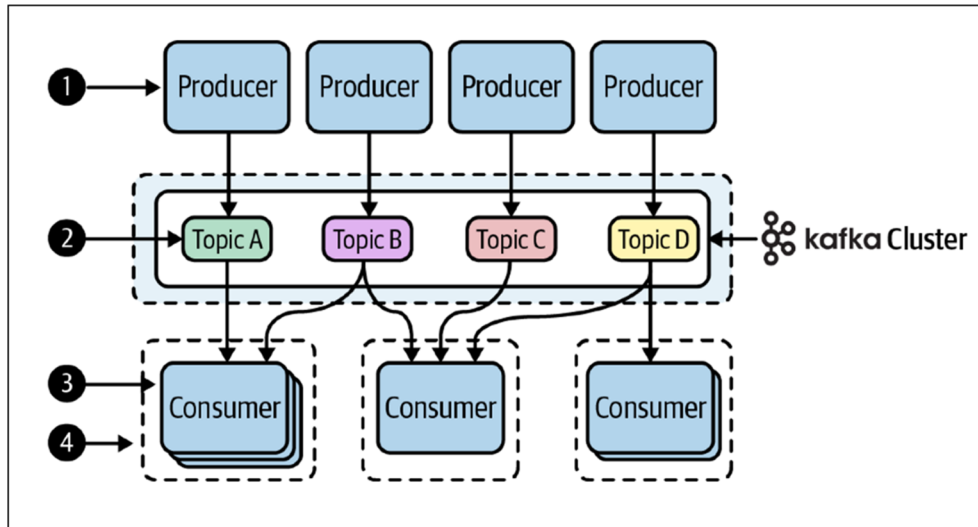 1
Producer
Producer
Producer
Producer
2
Topic A
Topic B
Topic C
Topic D
kafka Cluster
3
Consumer
Consumer
Consumer
4